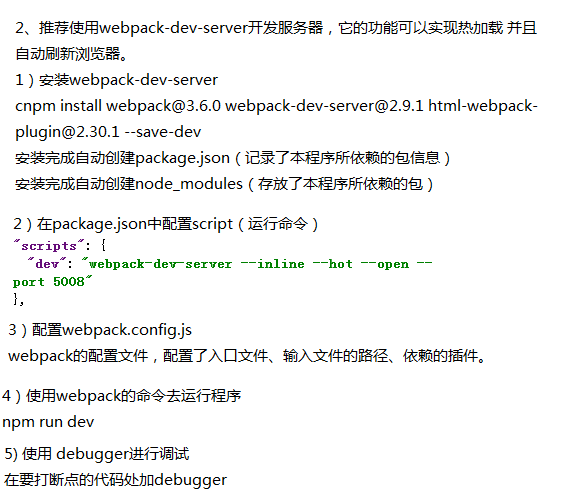 2、推荐使用webpack-dev-server开发服务器，它的功能可以实现热加载 并且
自动刷新浏览器。
1）安装webpack-dev-server
cnpm install webpack@3.6.0 webpack-dev-server@2.9.1 html-webpack-
plugin@2.30.1 --save-dev
安装完成自动创建package.json（记录了本程序所依赖的包信息）
安装完成自动创建node_modules（存放了本程序所依赖的包）
2）在package.json中配置script（运行命令）
"scripts": {
"dev": "webpack-dev-server --inline --hot --open --
port 5008"
},
3）配置webpack.config.js
webpack的配置文件，配置了入口文件、输入文件的路径、依赖的插件。
4）使用webpack的命令去运行程序
npm run dev
5) 使用 debugger进行调试
在要打断点的代码处加debugger